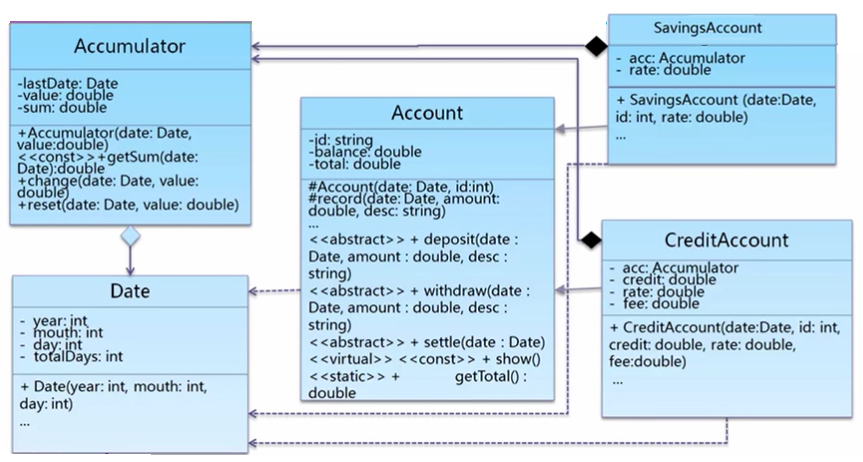 Accumulator
-lastDate: Date
-value: double
-sum: double
+Accumulator(date: Date,
value:double)
<<const>>+getSum(date:
Date):double
+change(date: Date, value:
double)
+reset(date: Date, value: double)
Date
- year: int
- mouth: int
- day: int
- totalDays: int
+ Date(year: int, mouth: int,
day: int)
...
Account
-id: string
-balance: double
-total: double
#Account(date: Date, id:int)
#record(date: Date, amount:
double, desc: string)
...
<<abstract>> + deposit(date :
Date, amount : double, desc :
string)
<<abstract>> + withdraw(date :
Date, amount : double, desc :
string)
<<abstract>> + settle(date : Date)
<<virtual>> <<const>> + show()
<<static>> + getTotal() :
double
SavingsAccount
- acc: Accumulator
- rate: double
+ SavingsAccount (date:Date,
id: int, rate: double)
...
CreditAccount
- acc: Accumulator
- credit: double
- rate: double
- fee: double
+ CreditAccount(date:Date, id: int,
credit: double, rate: double,
fee:double)
...